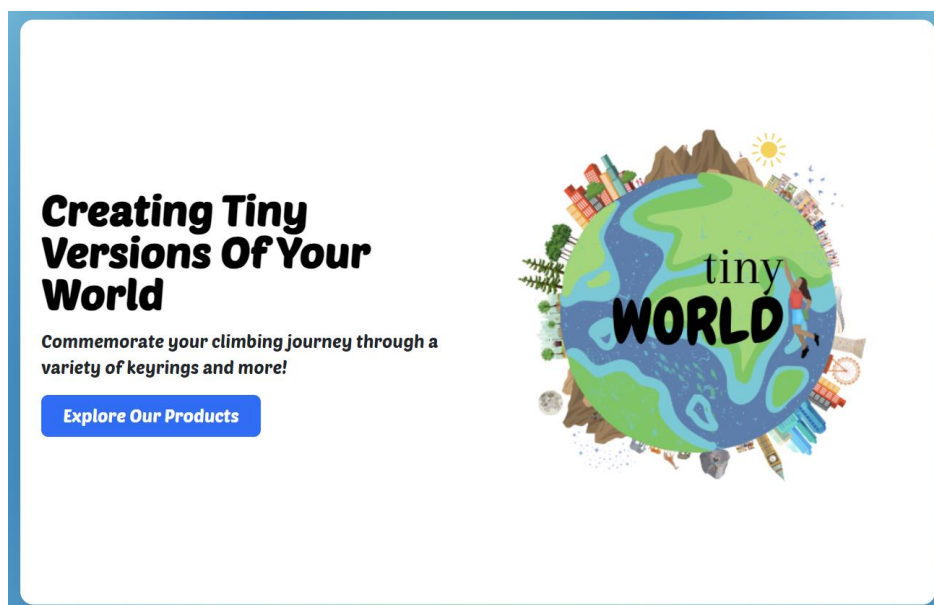 Creating Tiny
Versions Of Your
World
Commemorate your climbing journey through a
variety of keyrings and more!
Explore Our Products
tiny
WORLD